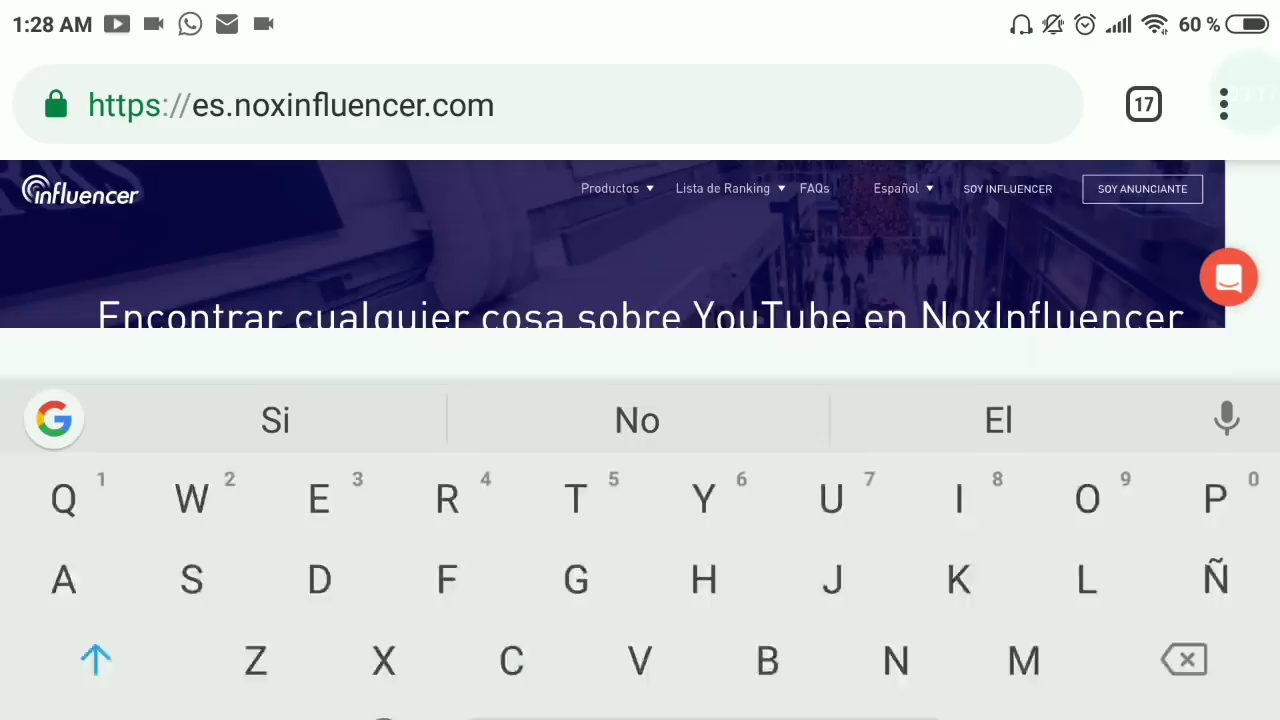 1:28 AM 60 %
https://es.noxinfluencer.com 17
influencer Productos Lista de Ranking FAQs Español SOY INFLUENCER SOY ANUNCIANTE
Encontrar cualquier cosa sobre YouTube en NoxInfluencer
G Si No El
Q 1 W 2 E 3 R 4 T 5 Y 6 U 7 I 8 O 9 P 0
A S D F G H J K L Ñ
Z X C V B N M